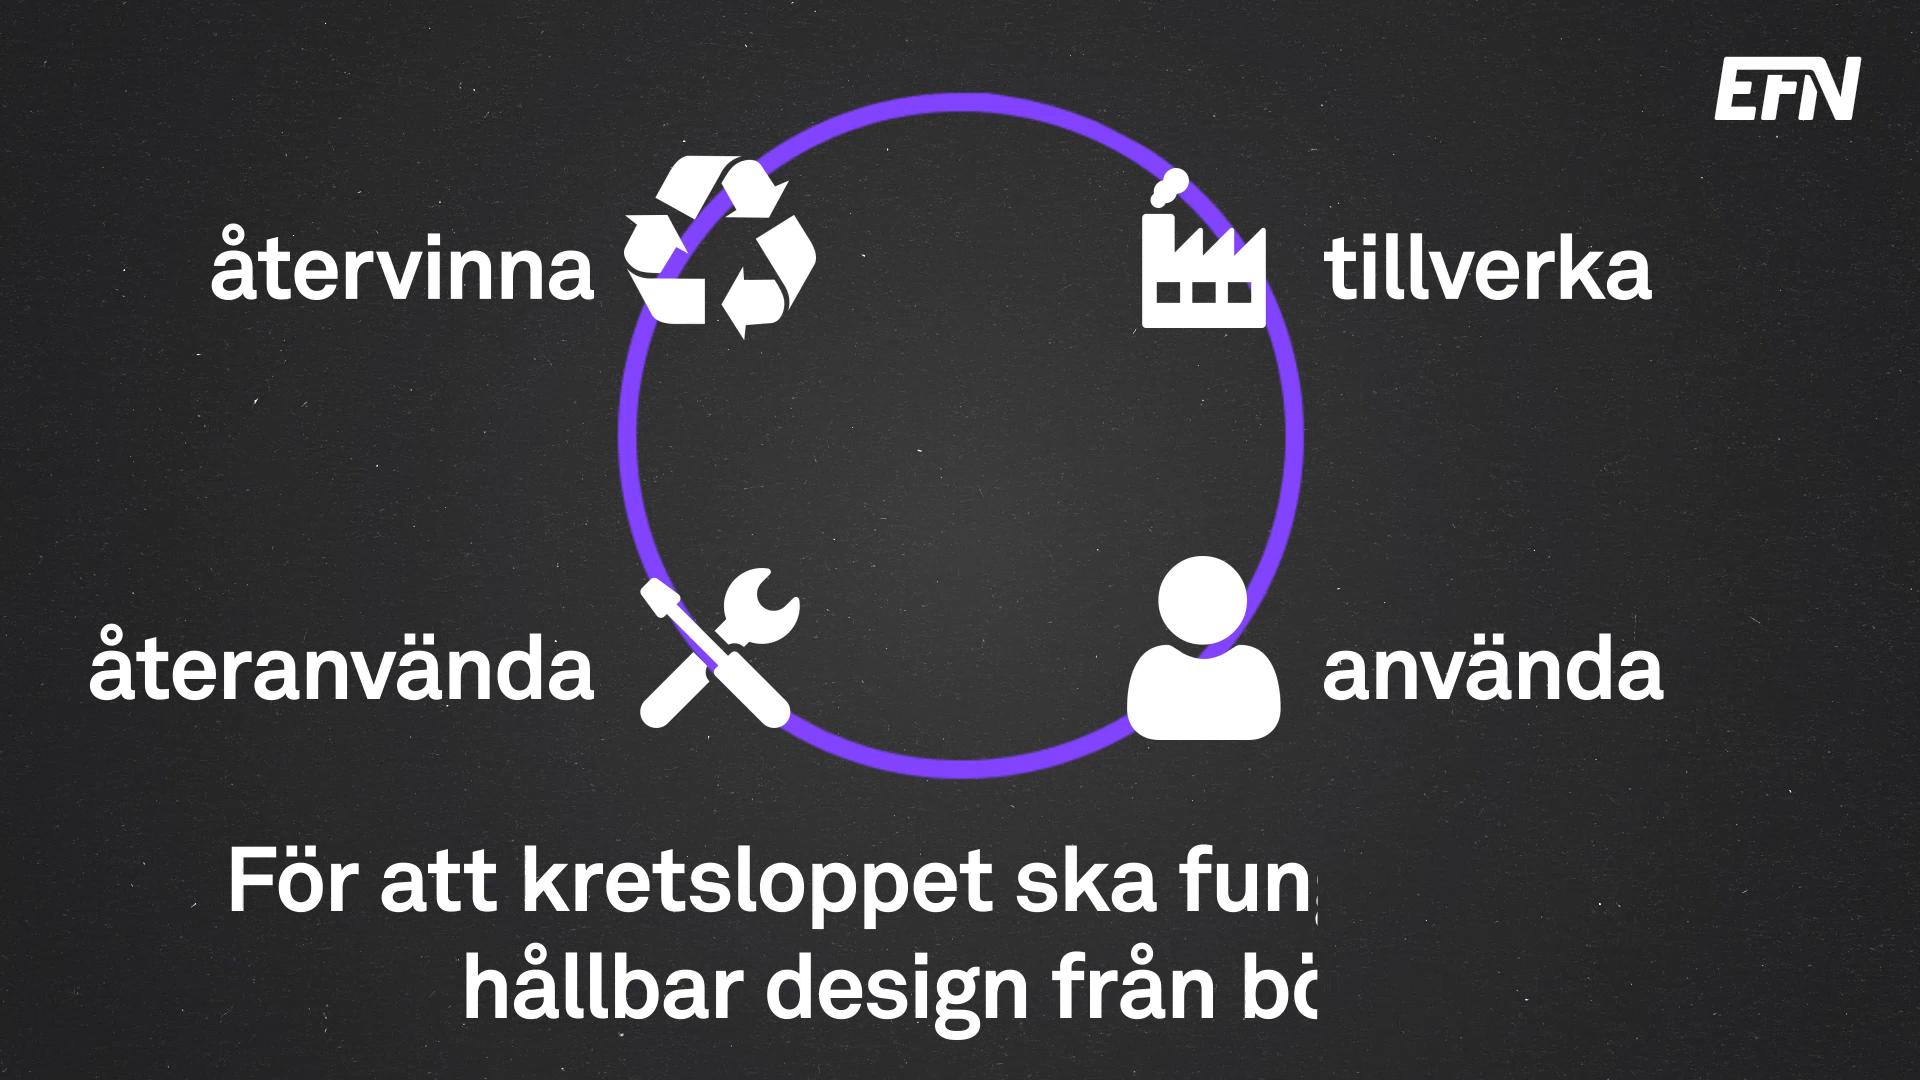 EFN
återvinna
tillverka
återanvända
använda
För att kretsloppet ska fun
hållbar design från